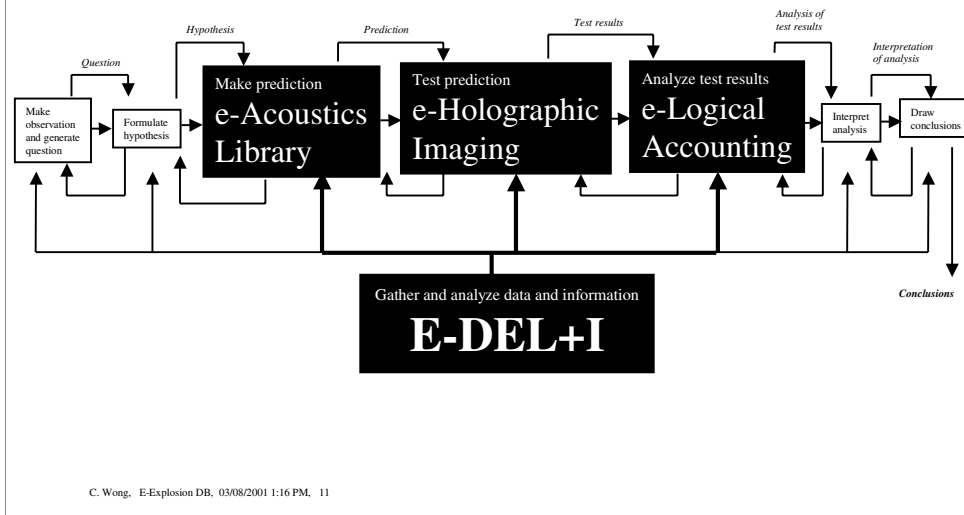 Question
Hypothesis
Prediction
Test results
Analysis of
test results
Interpretation
of analysis
Make
observation
and generate
question
Formulate
hypothesis
Make prediction
e-Acoustics
Library
Test prediction
e-Holographic
Imaging
Analyze test results
e-Logical
Accounting
Interpret
analysis
Draw
conclusions
Conclusions
Gather and analyze data and information
E-DEL+I
C. Wong, E-Explosion DB, 03/08/2001 1:16 PM, 11